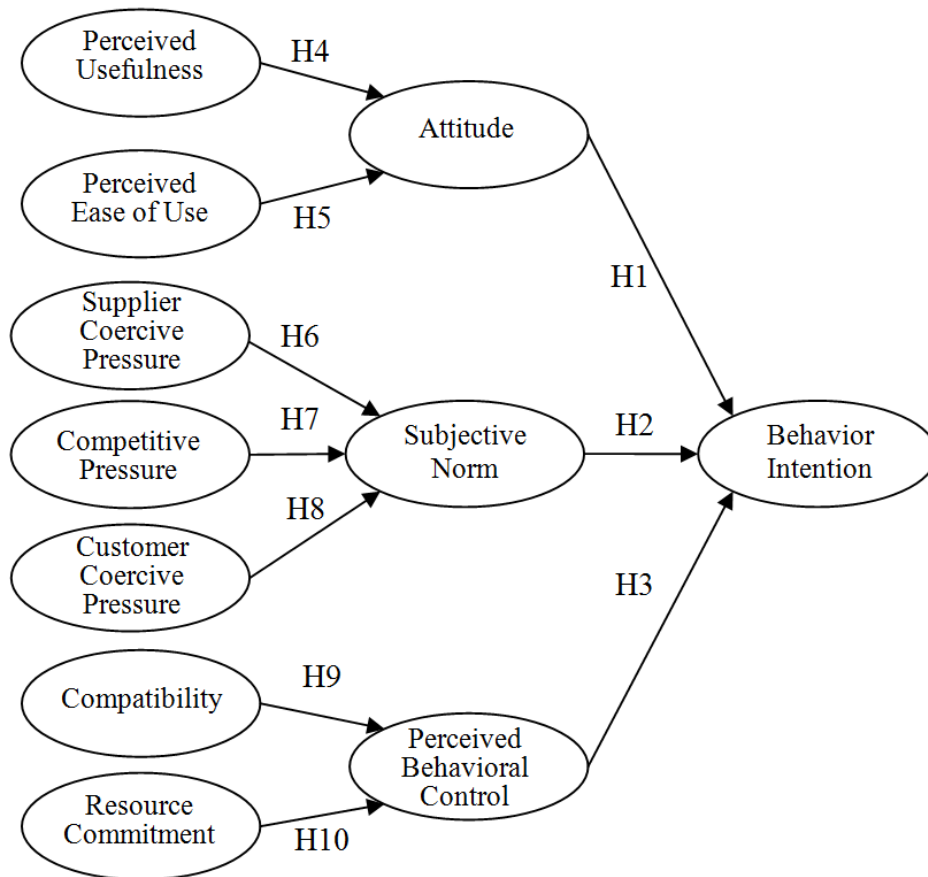 Perceived
Usefulness
H4
Attitude
Perceived
Ease of Use
H5
H1
Supplier
Coercive
Pressure
H6
Competitive
Pressure
H7
Subjective
Norm
H2
Behavior
Intention
H8
Customer
Coercive
Pressure
H3
Compatibility
H9
Perceived
Behavioral
Control
Resource
Commitment
H10